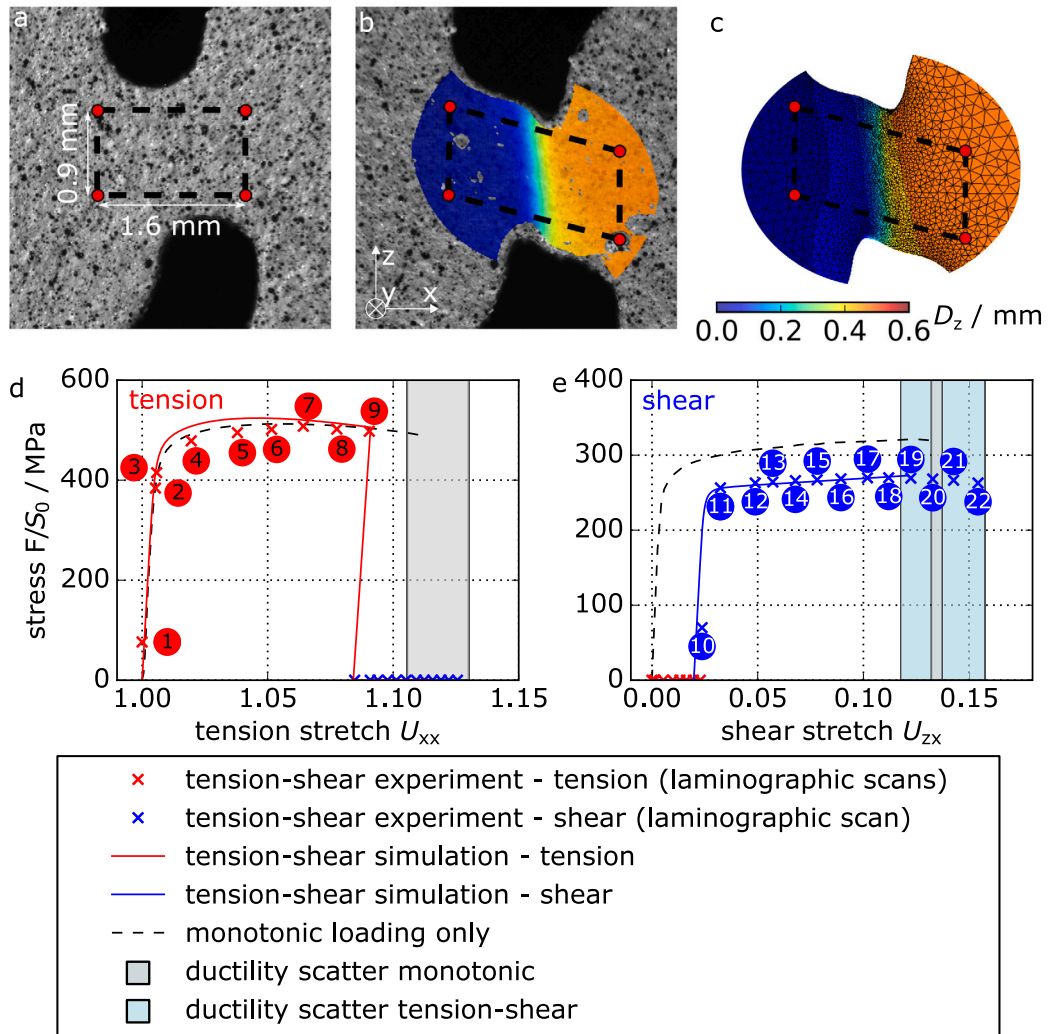 a
0.9 mm
1.6 mm
b
z
y
x
c
0.0 0.2 0.4 0.6
D_z / mm
d
tension
600
400
200
0
stress F/S₀ / MPa
1 2 3 4 5 6 7 8 9
1.00 1.05 1.10 1.15
tension stretch U_xx
e
shear
400
300
200
100
0
10 11 12 13 14 15 16 17 18 19 20 21 22
0.00 0.05 0.10 0.15
shear stretch U_zx
tension-shear experiment - tension (laminographic scans)
tension-shear experiment - shear (laminographic scan)
tension-shear simulation - tension
tension-shear simulation - shear
monotonic loading only
ductility scatter monotonic
ductility scatter tension-shear